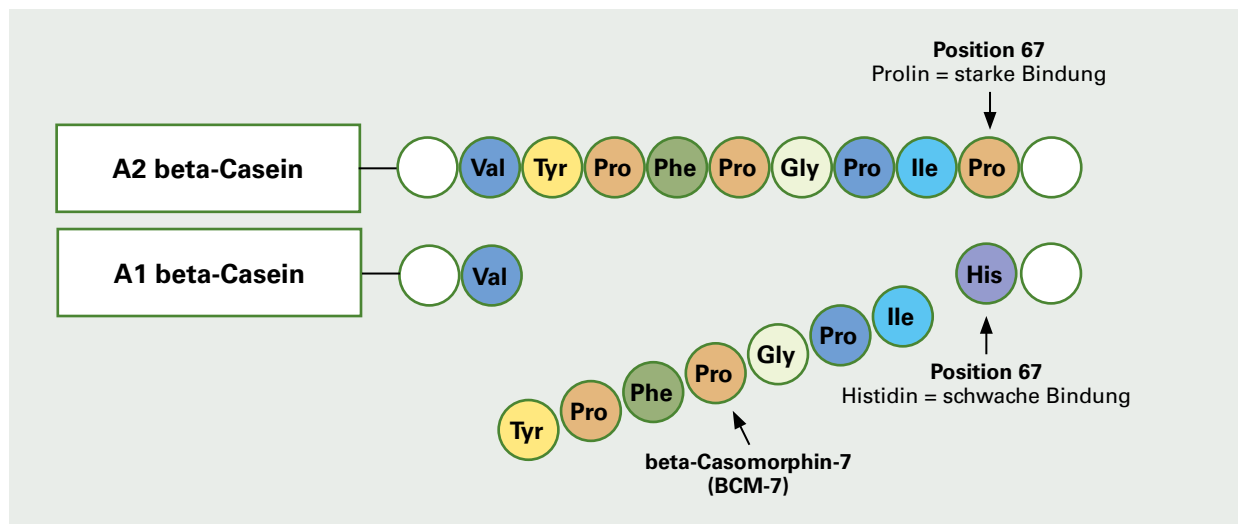 Position 67
Prolin = starke Bindung
A2 beta-Casein
Val Tyr Pro Phe Pro Gly Pro Ile Pro
A1 beta-Casein
Val
His
Tyr Pro Phe Pro Gly Pro Ile
Position 67
Histidin = schwache Bindung
beta-Casomorphin-7
(BCM-7)